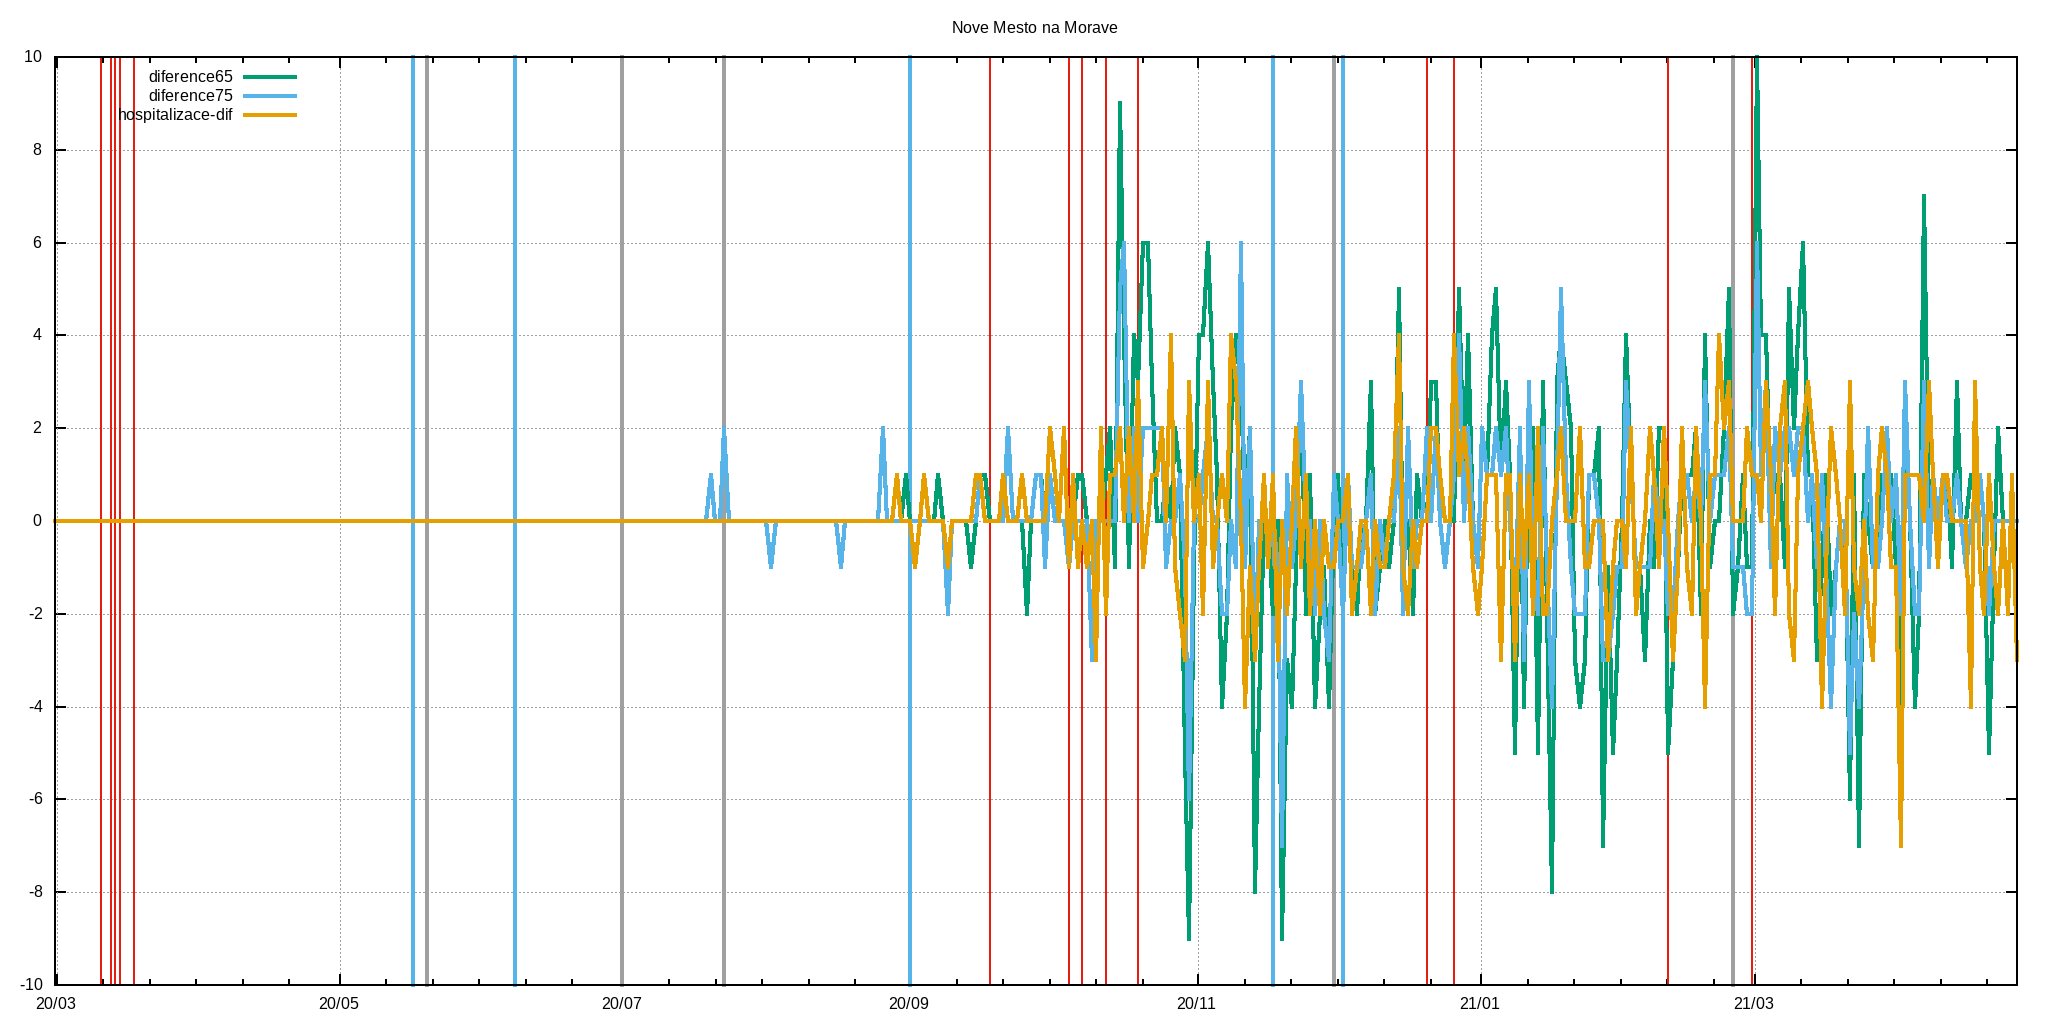 Nove Mesto na Morave
10
8
6
4
2
0
-2
-4
-6
-8
-10
diference65
diference75
hospitalizace-dif
20/03 20/05 20/07 20/09 20/11 21/01 21/03